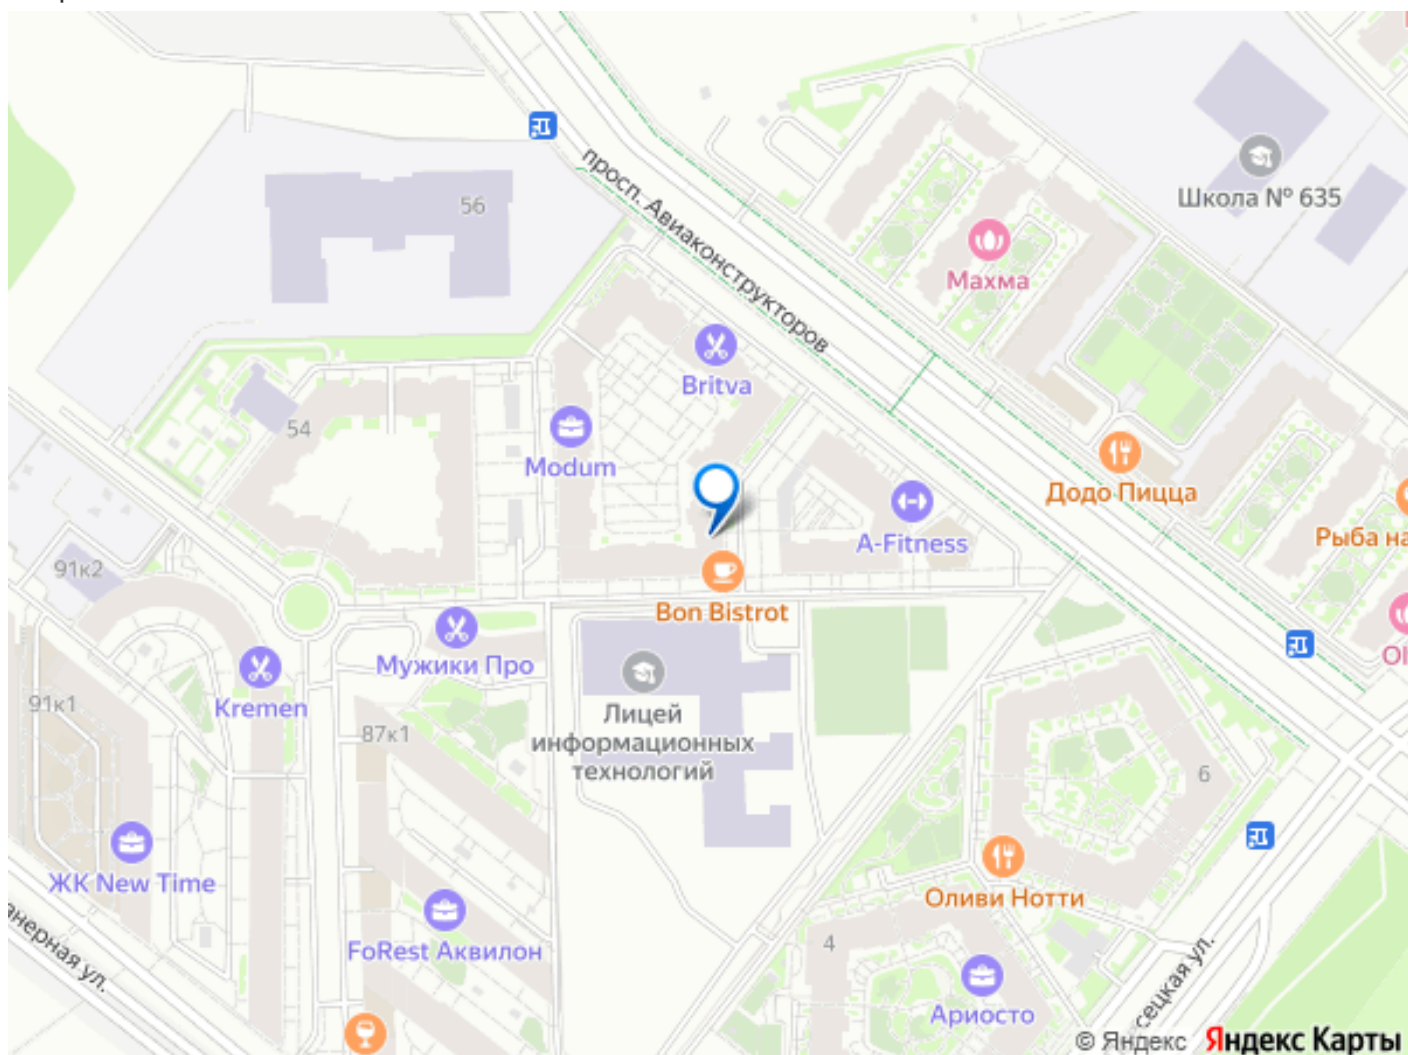 просп. Авиаконструкторов
56
Школа № 635
Махма
Britva
54
Modum
Додо Пицца
A-Fitness
Рыба на
91к2
Bon Bistrot
Мужики Про
Ol
Kremen
91к1
87к1
Лицей
информационных
технологий
6
ЖК New Time
Оливи Нотти
FoRest Аквилон
4
Ариосто
анерная ул.
сецкая ул.
© Яндекс Яндекс Карты